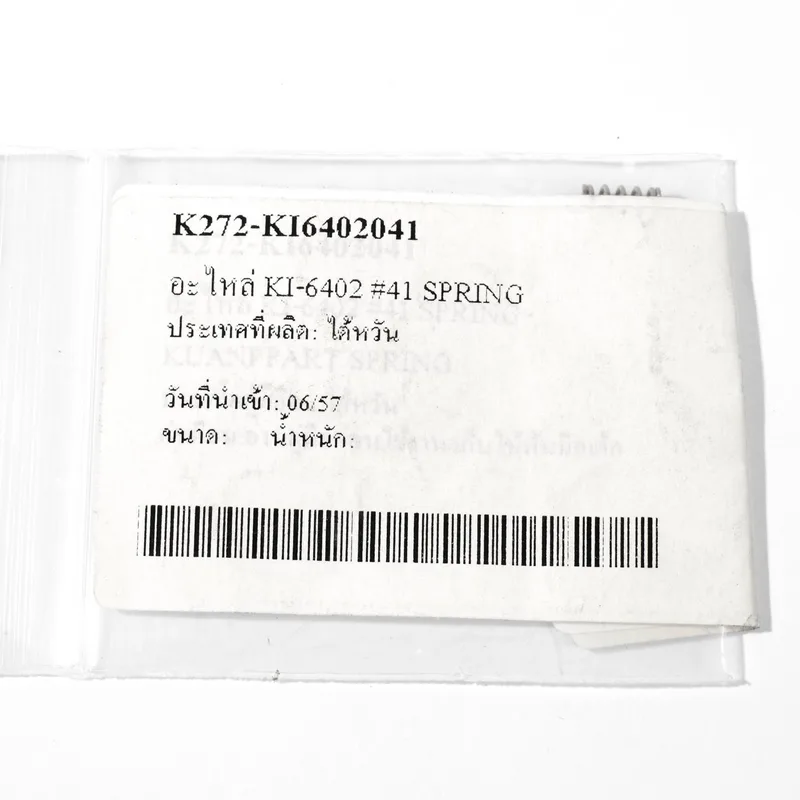 K272-KI6402041
อะไหล่ KI-6402 #41 SPRING
ประเทศที่ผลิต: ไต้หวัน
วันที่นำเข้า: 06/57
ขนาด: น้ำหนัก: